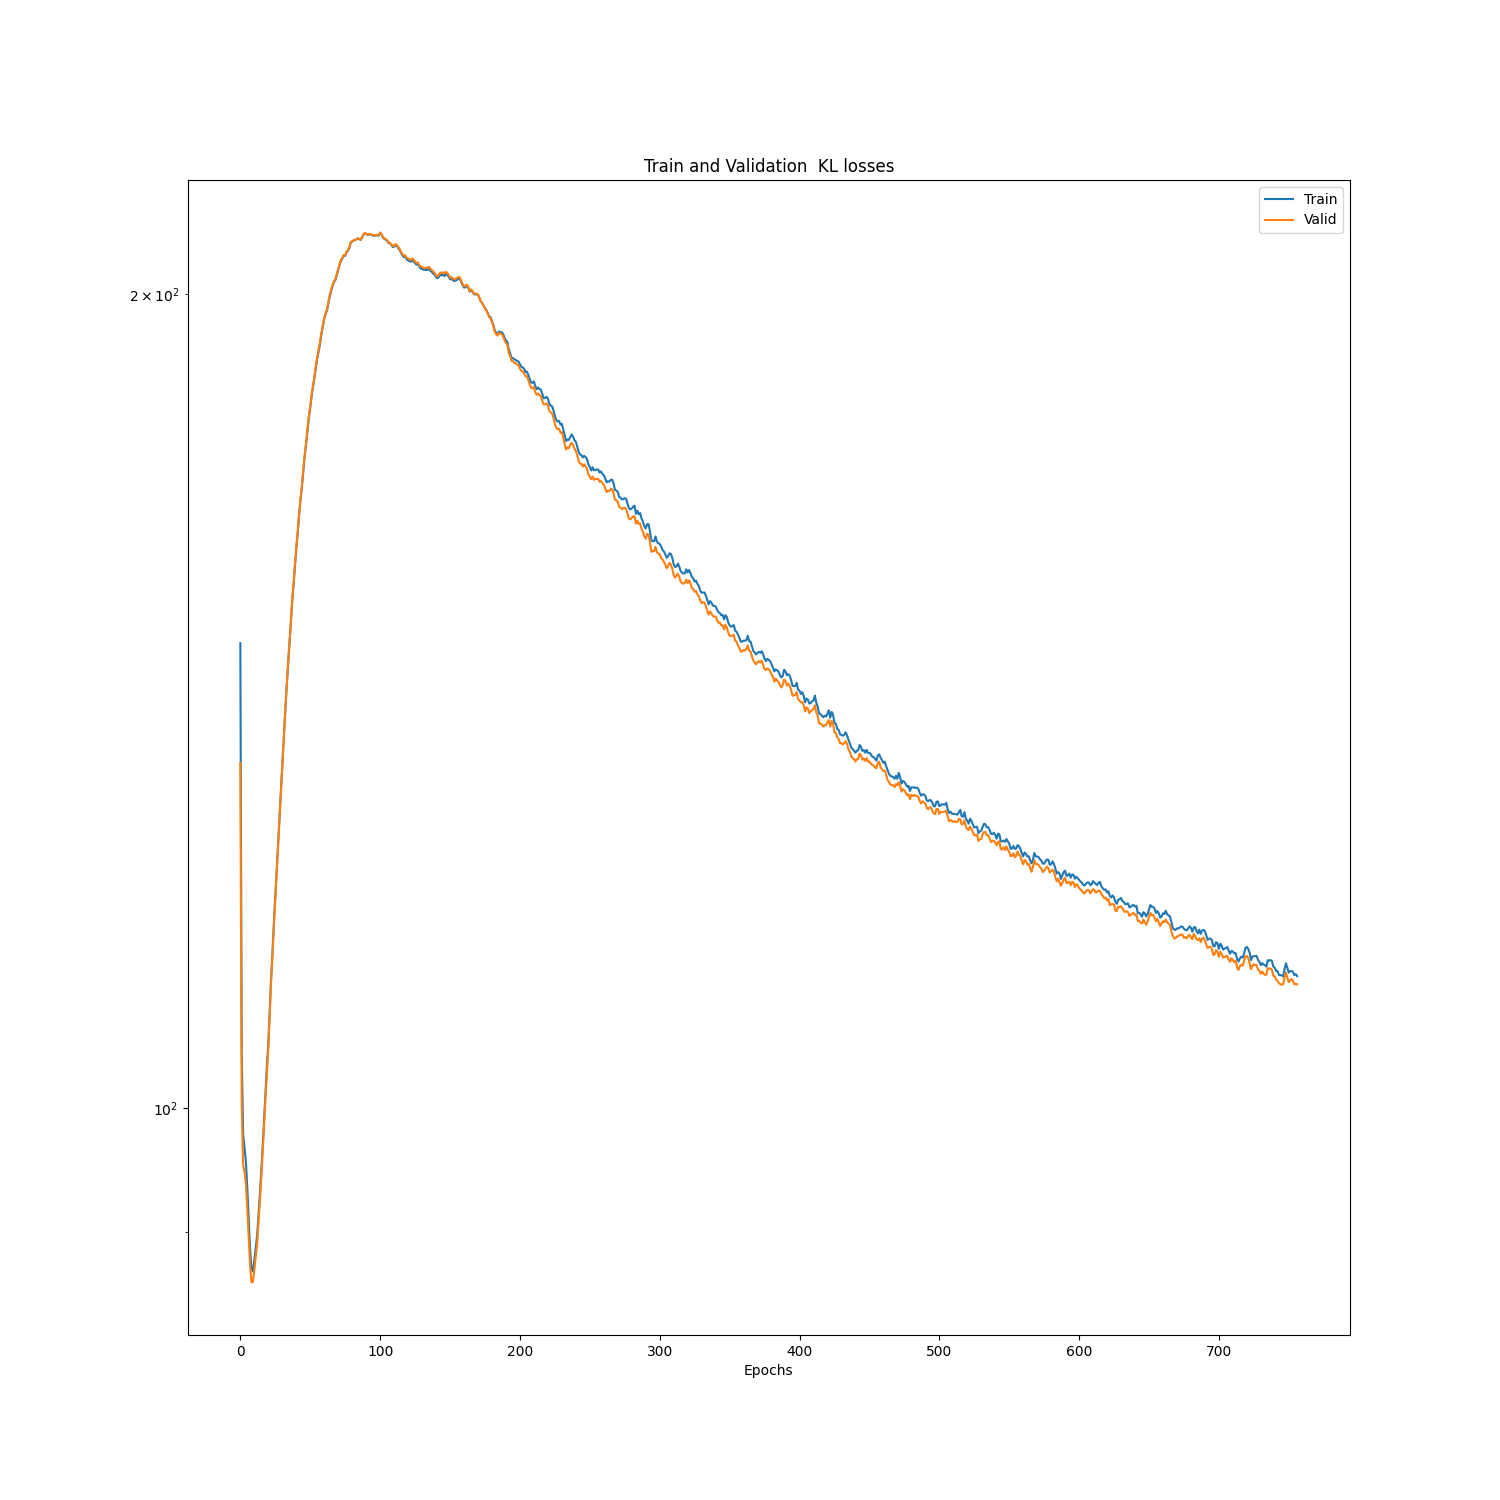 Train and Validation  KL losses
Train
Valid
2 × 10²
10²
0 100 200 300 400 500 600 700
Epochs